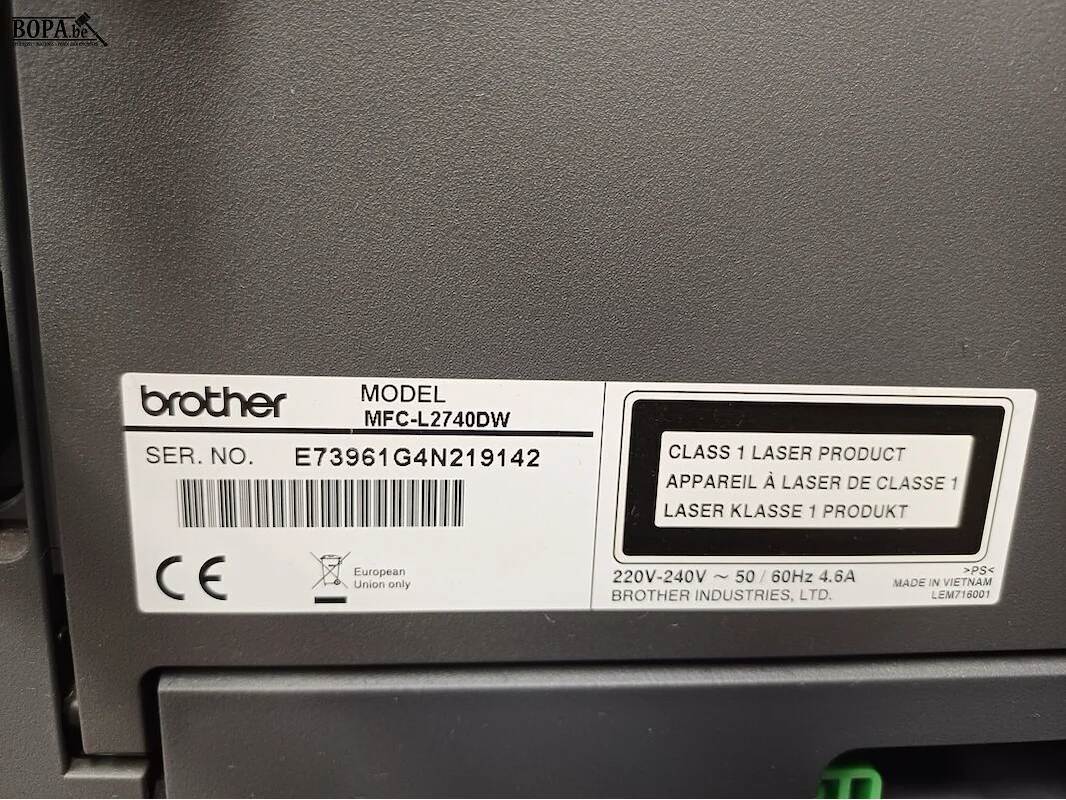 BOPA.be
brother
MODEL
MFC-L2740DW
SER. NO. E73961G4N219142
CE
European
Union only
CLASS 1 LASER PRODUCT
APPAREIL À LASER DE CLASSE 1
LASER KLASSE 1 PRODUKT
220V-240V ~ 50 / 60Hz 4.6A
BROTHER INDUSTRIES, LTD.
>PS<
MADE IN VIETNAM
LEM716001